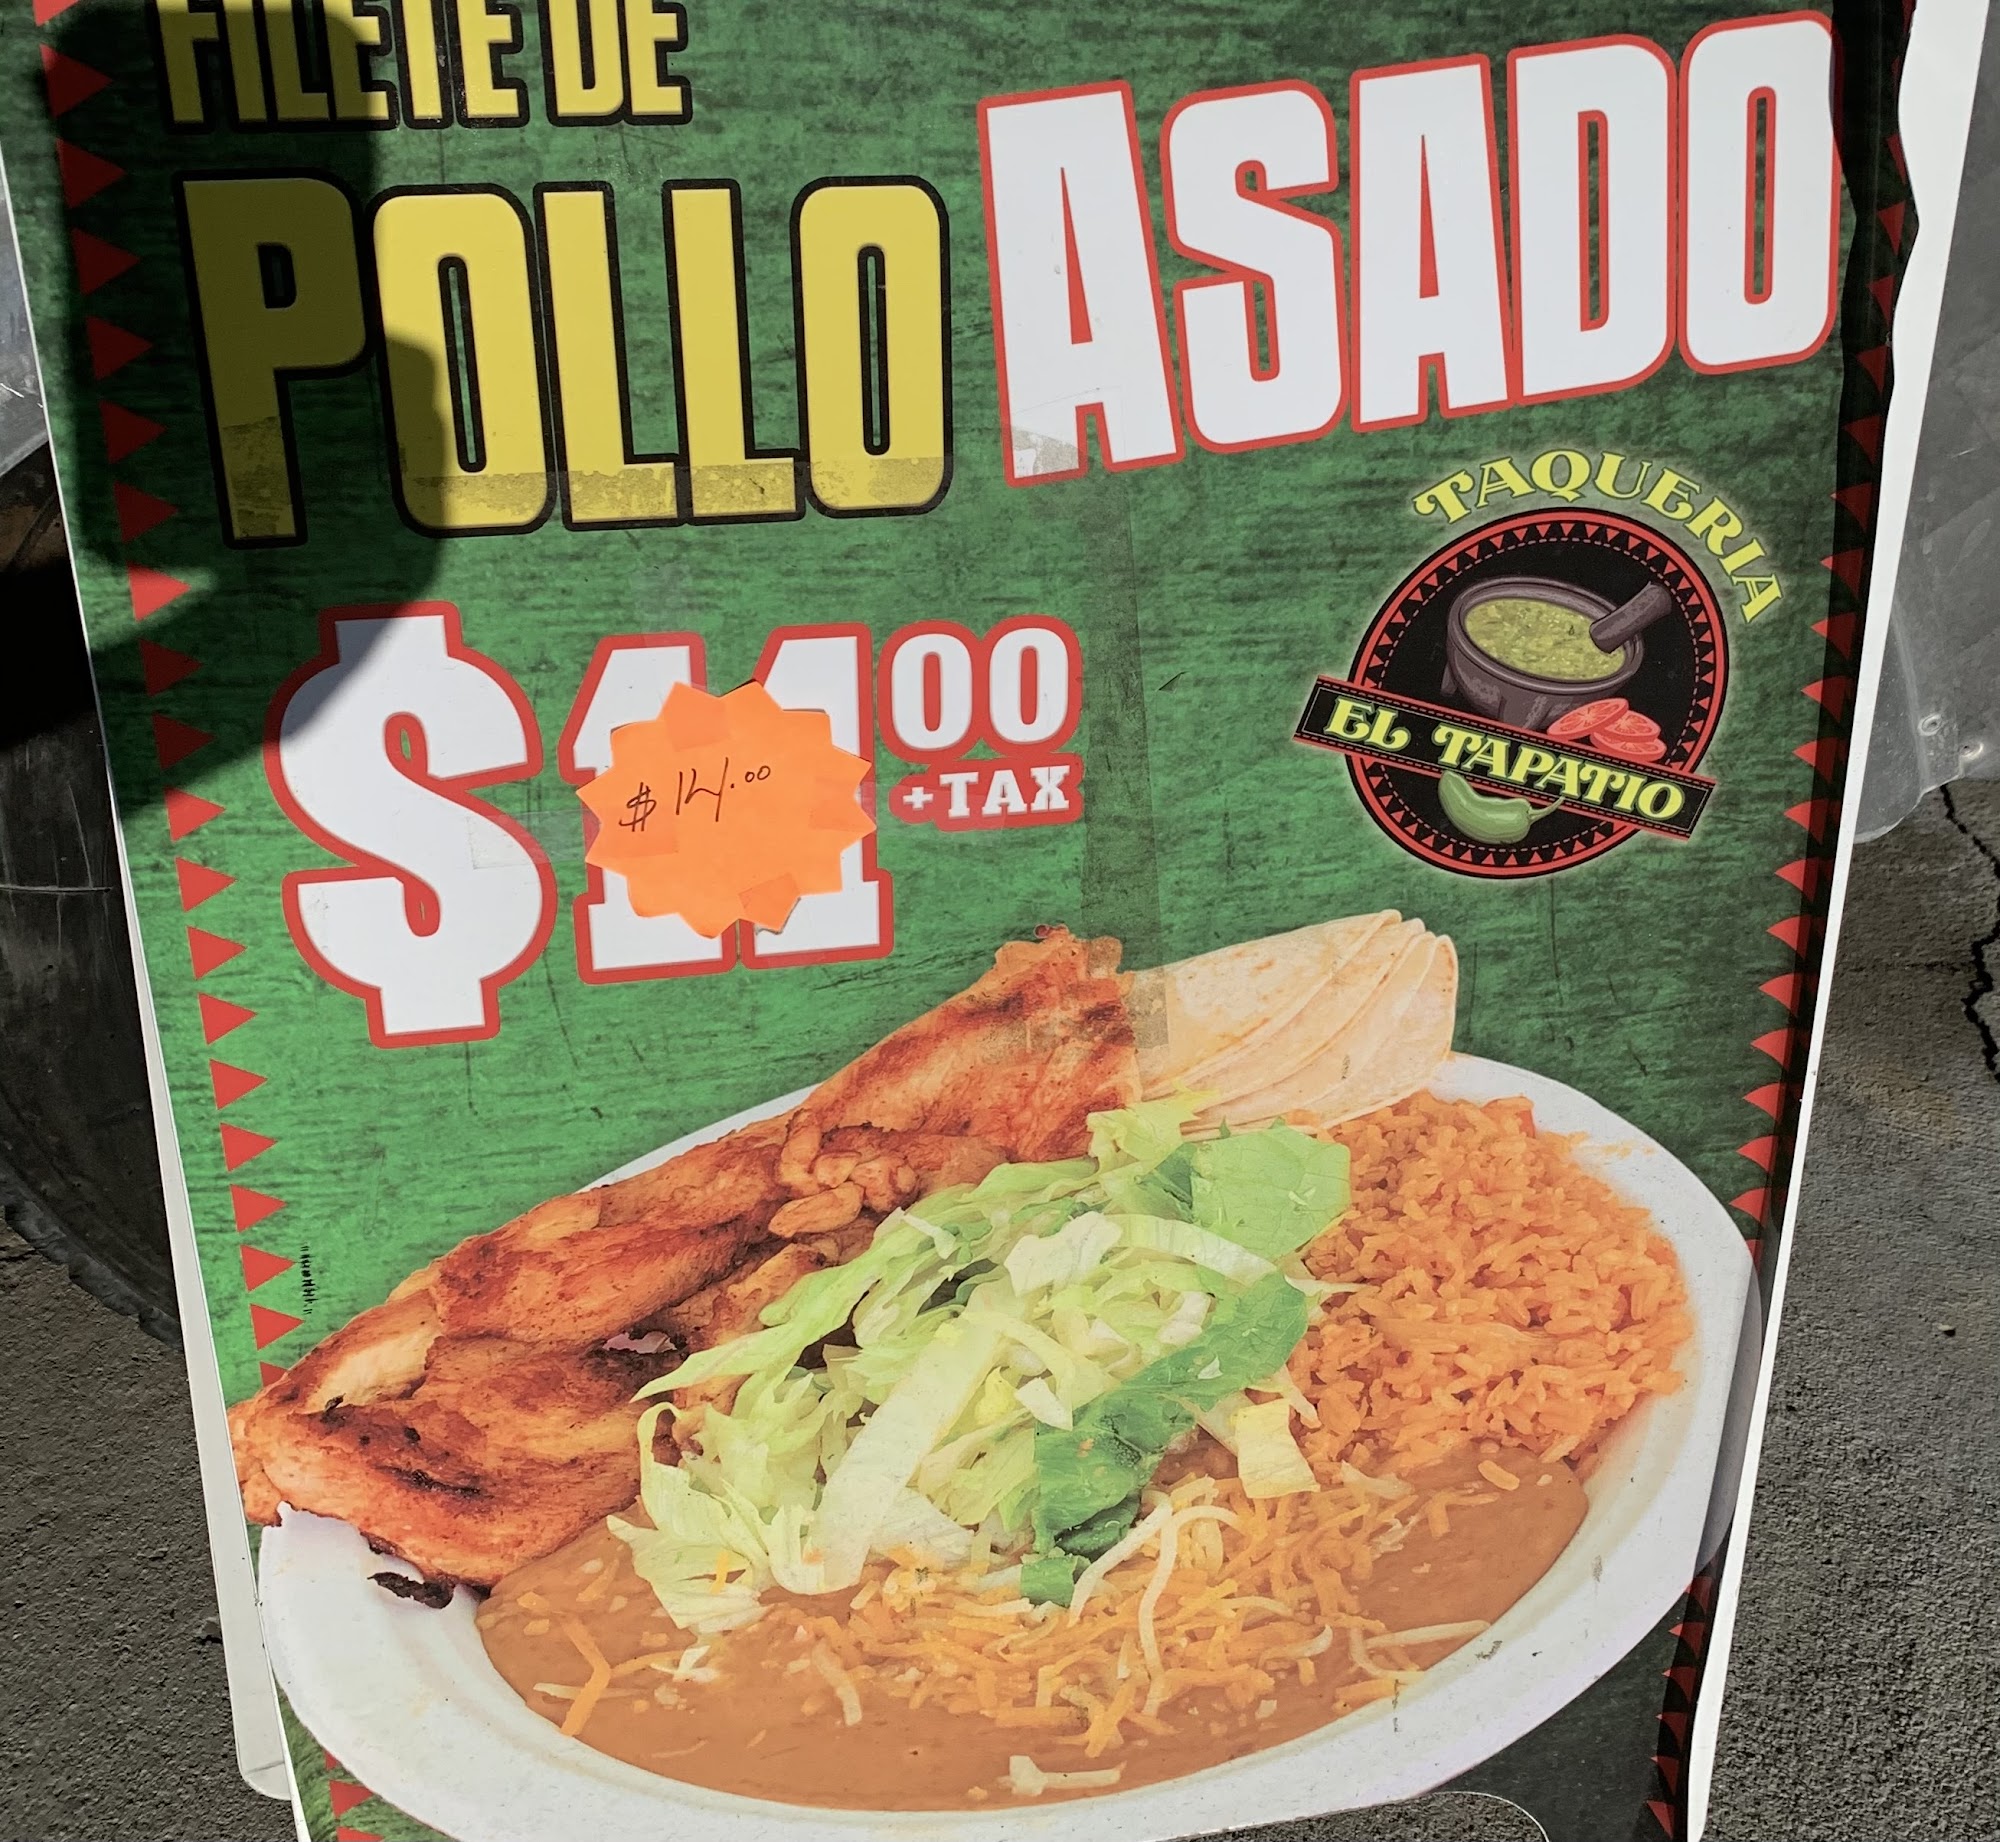 FILETE DE
POLLO ASADO
TAQUERIA
EL TAPATIO
$11.00
+TAX
$14.00